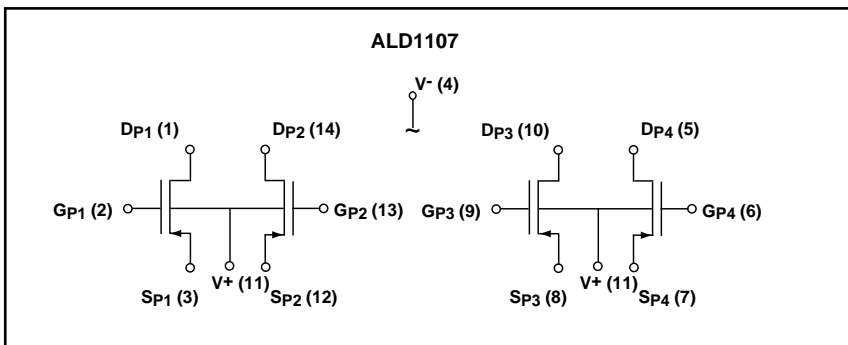 ALD1107
V- (4)
DP1 (1)
DP2 (14)
DP3 (10)
DP4 (5)
~
GP1 (2)
GP2 (13)
GP3 (9)
GP4 (6)
V+ (11)
V+ (11)
SP1 (3)
SP2 (12)
SP3 (8)
SP4 (7)